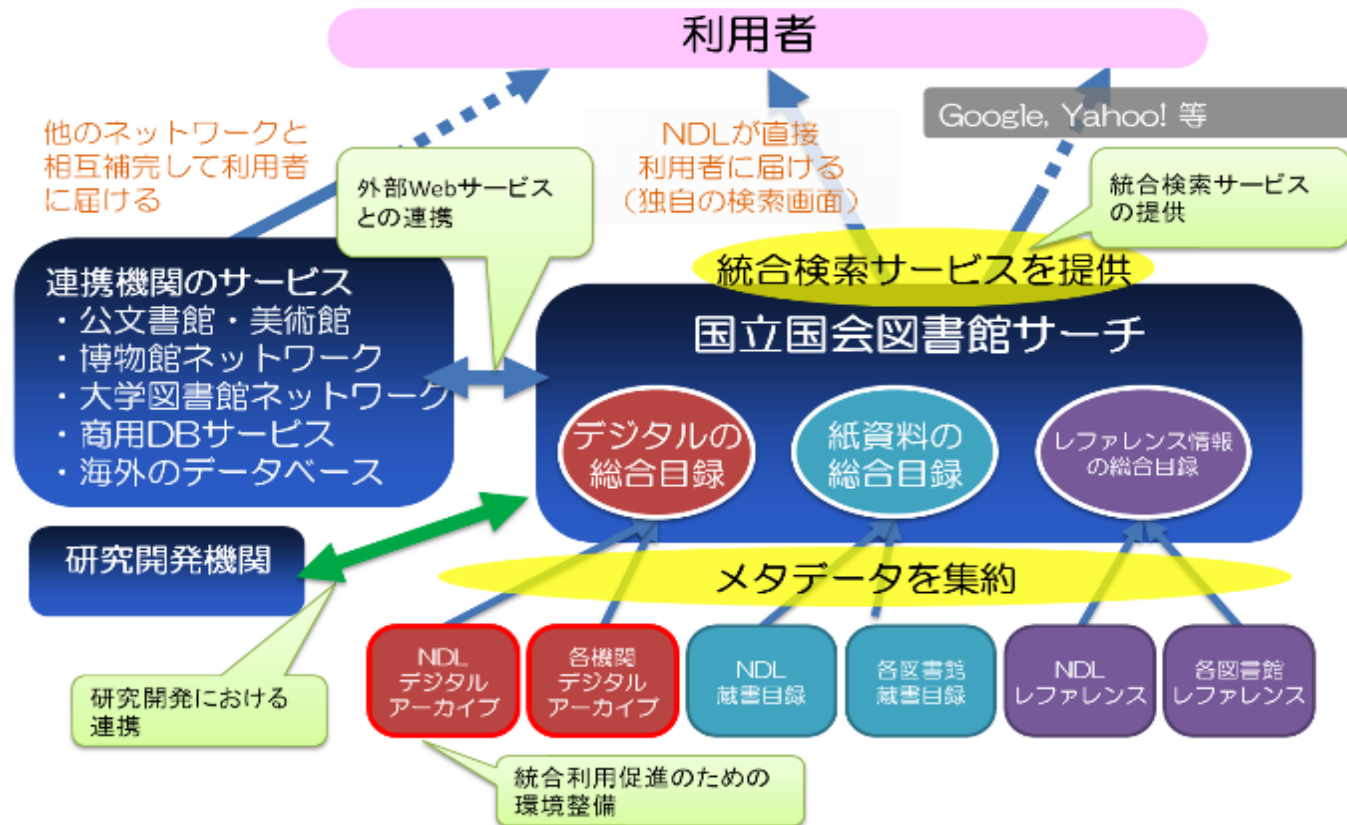 利用者
他のネットワークと
相互補完して利用者
に届ける
外部Webサービス
との連携
NDLが直接
利用者に届ける
（独自の検索画面）
Google, Yahoo! 等
統合検索サービス
の提供
連携機関のサービス
・公文書館・美術館
・博物館ネットワーク
・大学図書館ネットワーク
・商用DBサービス
・海外のデータベース
統合検索サービスを提供
国立国会図書館サーチ
デジタルの
総合目録
紙資料の
総合目録
レファレンス情報
の総合目録
研究開発機関
メタデータを集約
NDL
デジタル
アーカイブ
各機関
デジタル
アーカイブ
NDL
蔵書目録
各図書館
蔵書目録
NDL
レファレンス
各図書館
レファレンス
研究開発における
連携
統合利用促進のための
環境整備